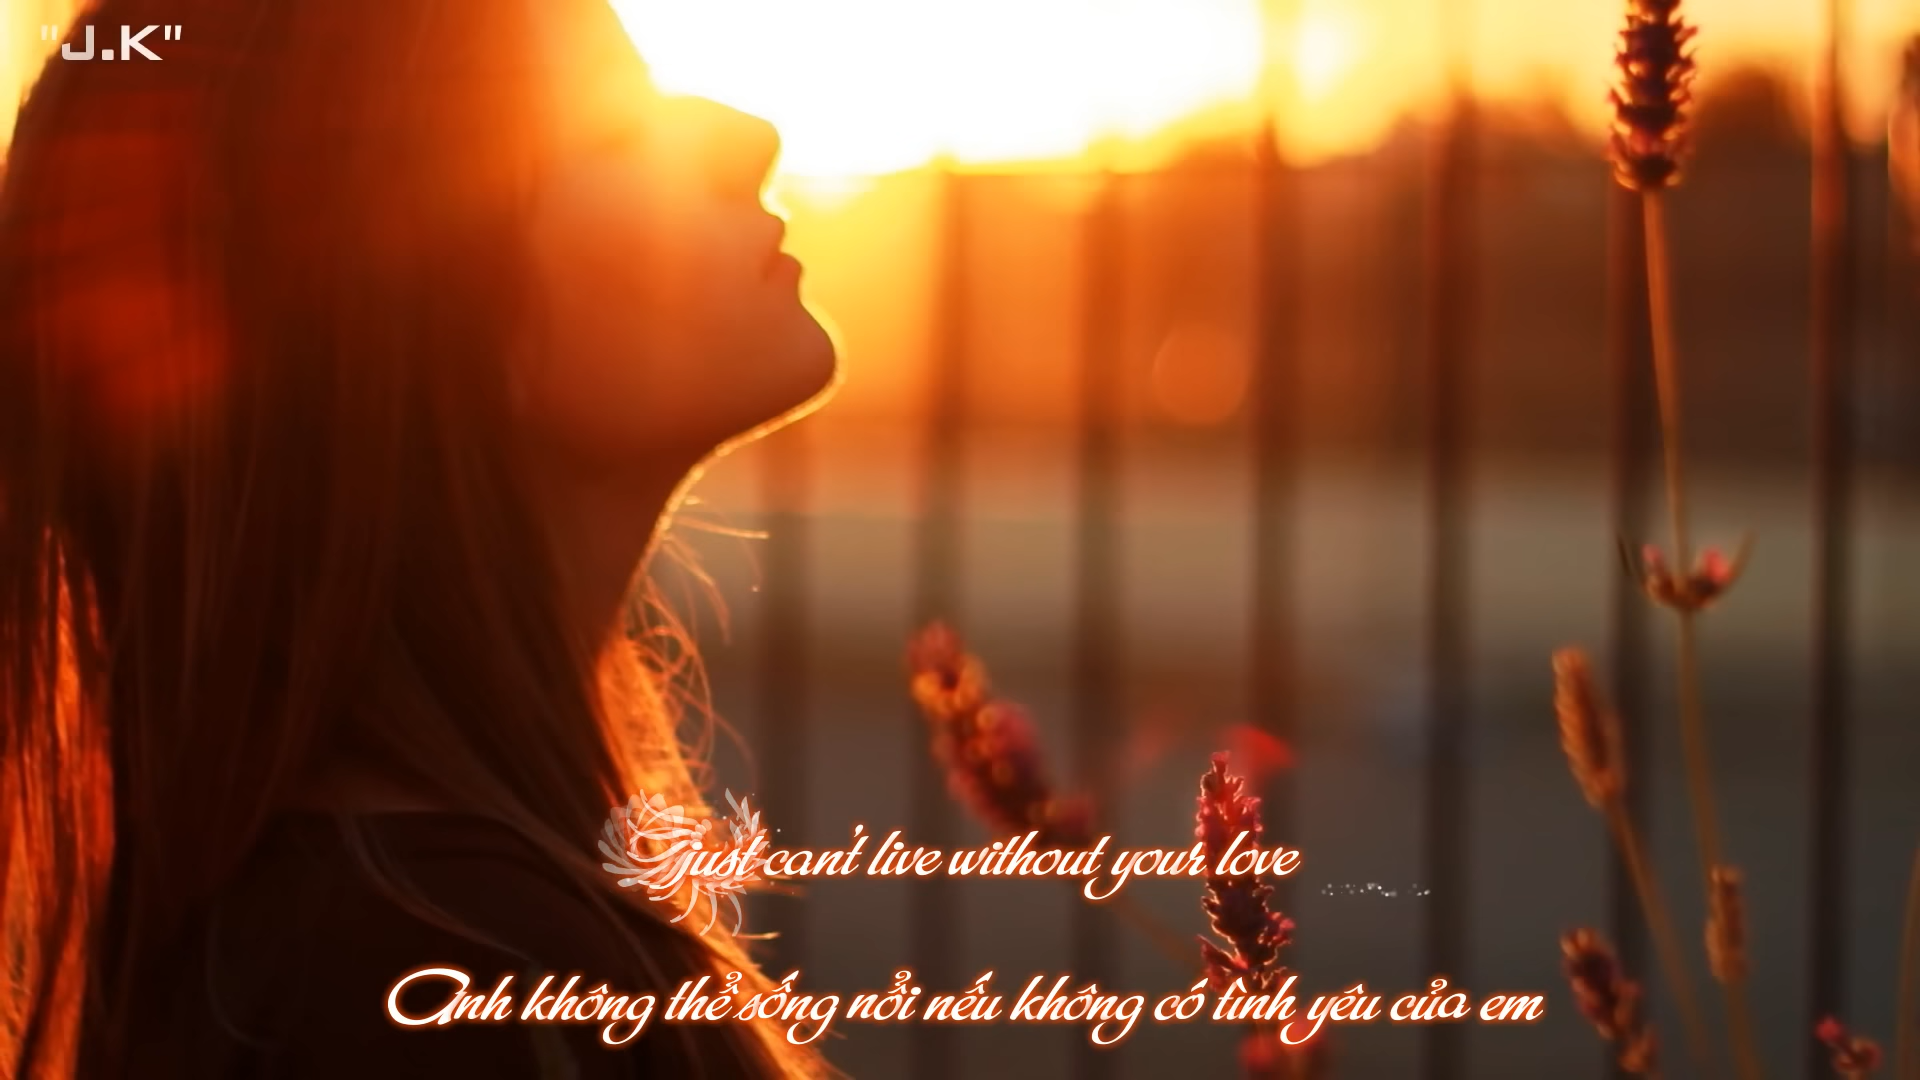 "J.K"
I just can't live without your love
Anh không thể sống nổi nếu không có tình yêu của em